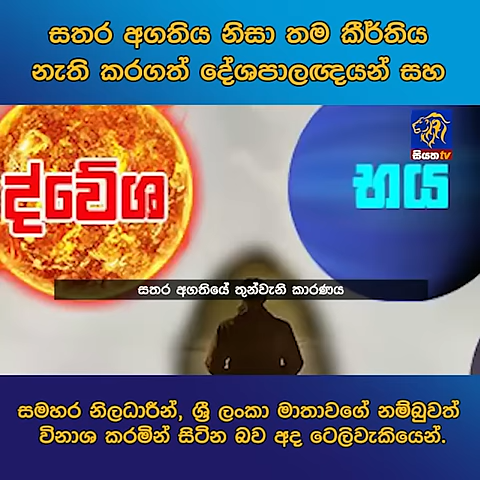 සතර අගතිය නිසා තම කීර්තිය
නැති කරගත් දේශපාලඥයන් සහ
සියත tv
ද්වේශ
භය
සතර අගතියේ තුන්වැනි කාරණය
සමහර නිලධාරීන්, ශ්‍රී ලංකා මාතාවගේ නම්බුවත්
විනාශ කරමින් සිටින බව අද ටෙලිවැකියෙන්.